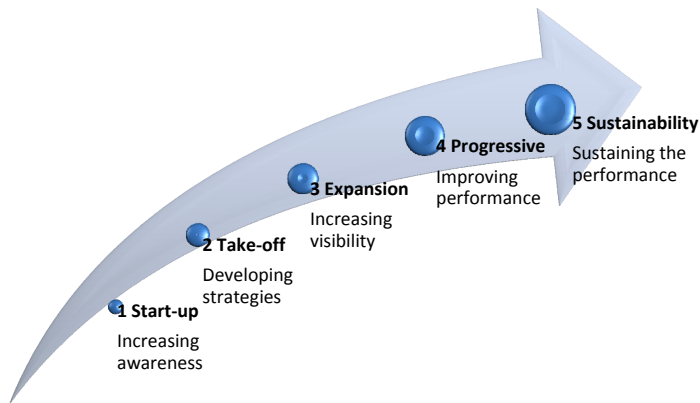 1 Start-up
Increasing
awareness
2 Take-off
Developing
strategies
3 Expansion
Increasing
visibility
4 Progressive
Improving
performance
5 Sustainability
Sustaining the
performance